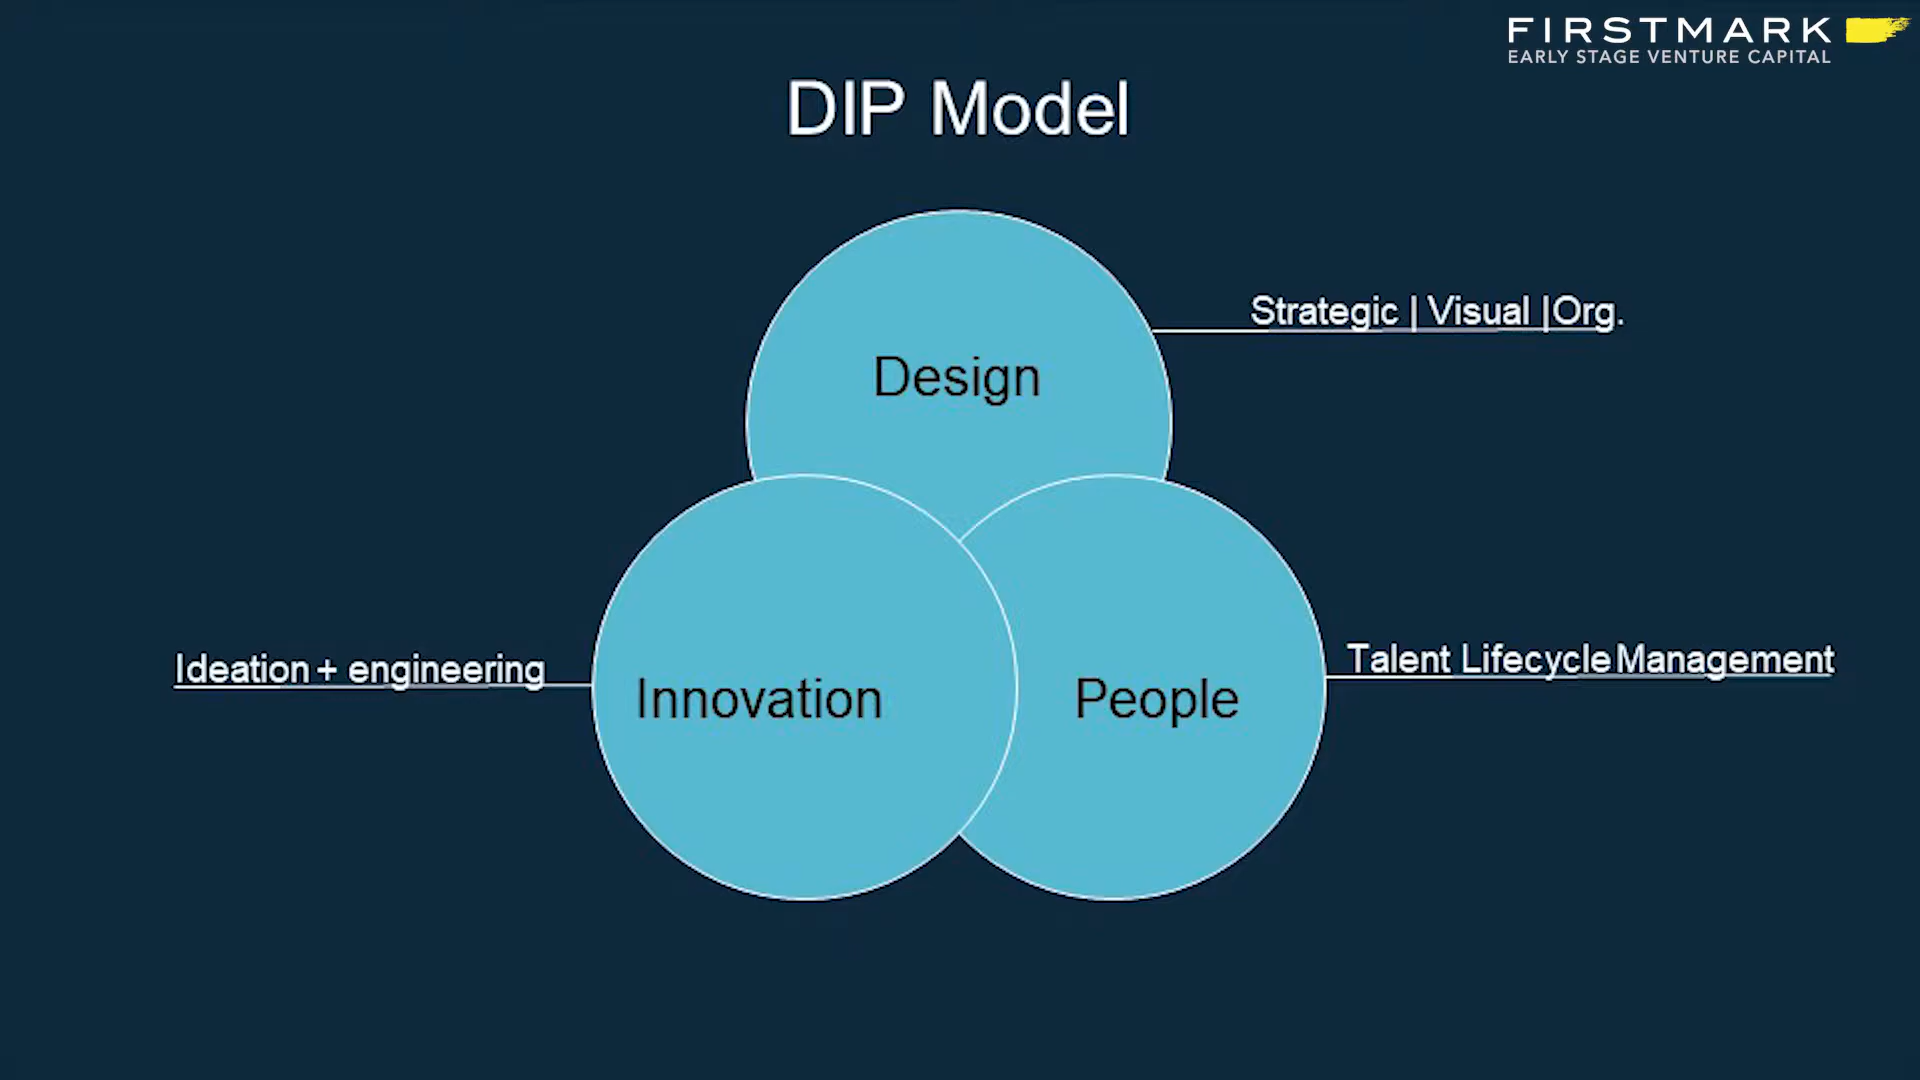 FIRSTMARK
EARLY STAGE VENTURE CAPITAL
DIP Model
Strategic | Visual |Org.
Design
Ideation + engineering
Innovation
People
Talent Lifecycle Management